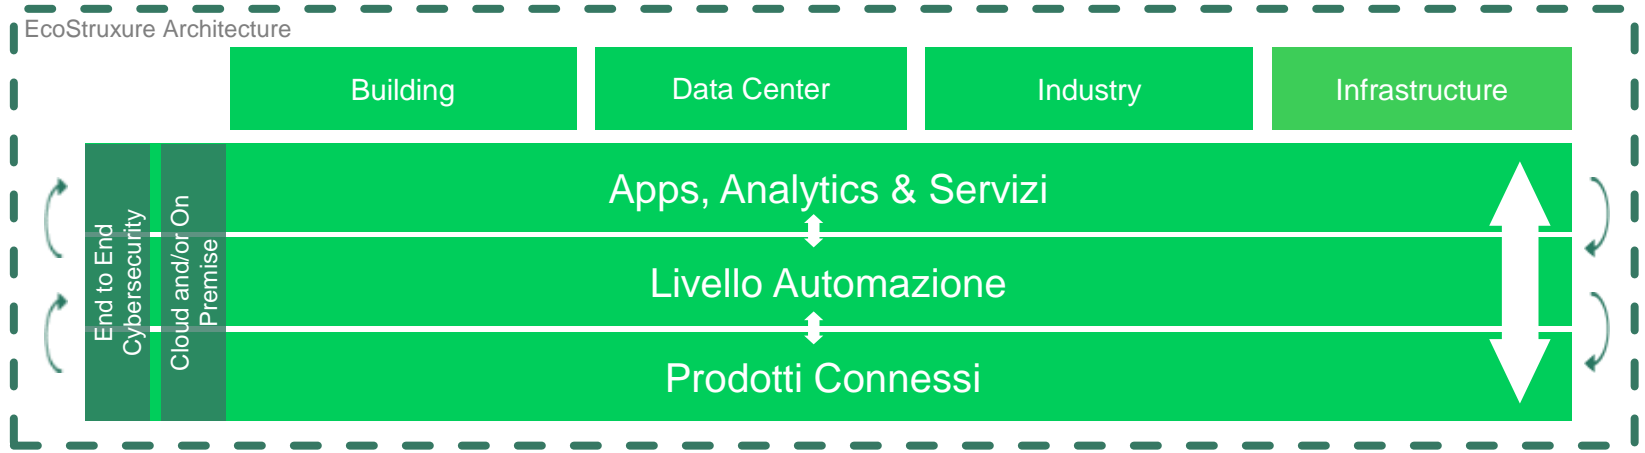 EcoStruxure Architecture
Building
Data Center
Industry
Infrastructure
End to End
Cybersecurity
Cloud and/or On
Premise
Apps, Analytics & Servizi
Livello Automazione
Prodotti Connessi